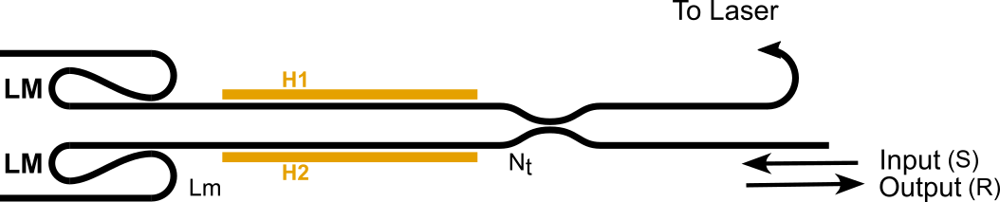 To Laser
LM
H1
LM
H2
Lm
Nt
Input (S)
Output (R)